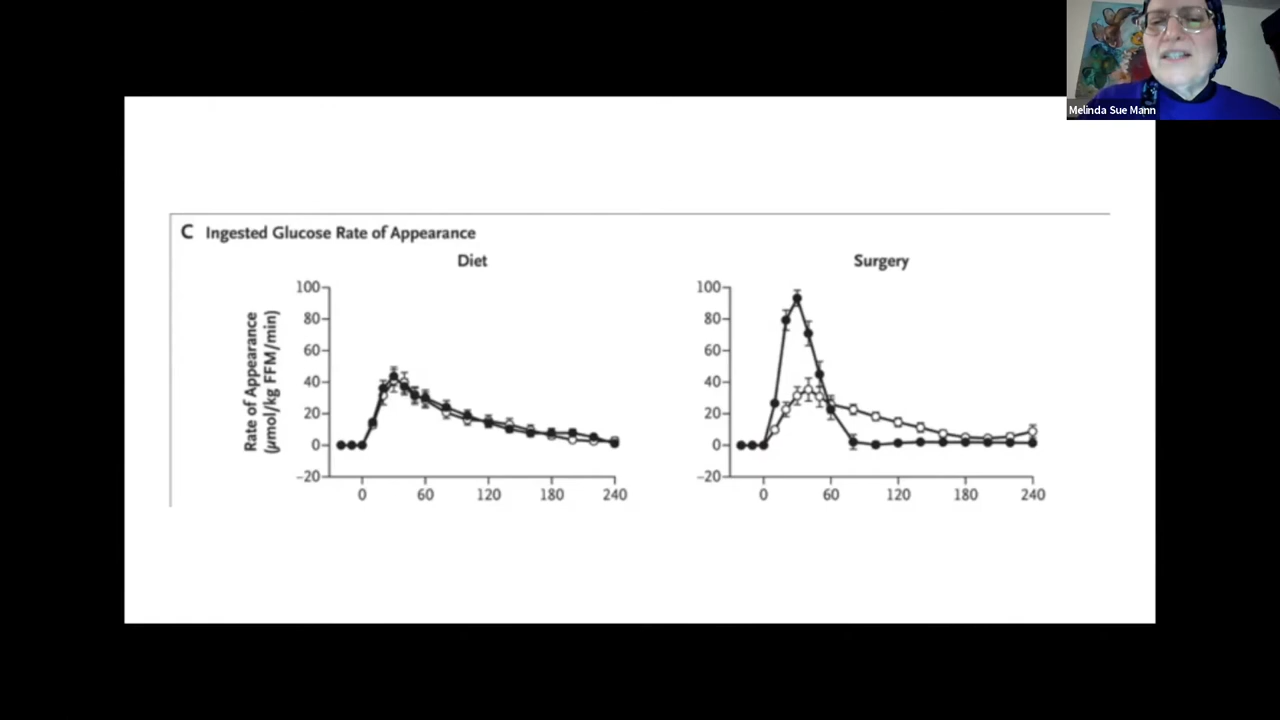 Melinda Sue Mann
C Ingested Glucose Rate of Appearance
Diet
Surgery
Rate of Appearance
(μmol/kg FFM/min)
100
80
60
40
20
0
−20
0 60 120 180 240
100
80
60
40
20
0
−20
0 60 120 180 240